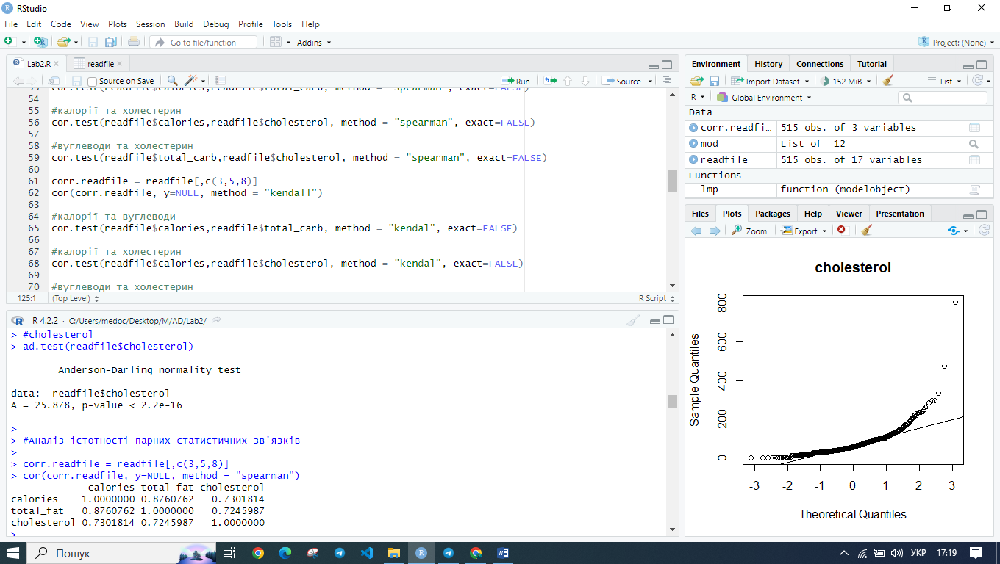 RStudio
File Edit Code View Plots Session Build Debug Profile Tools Help
Go to file/function
Addins
Project: (None)
Lab2.R
readfile
Source on Save
Run
Source
53 cor.test(readfile$calories,readfile$total_carb, method = "spearman", exact=FALSE)
54
55 #калорії та холестерин
56 cor.test(readfile$calories,readfile$cholesterol, method = "spearman", exact=FALSE)
57
58 #вуглеводи та холестерин
59 cor.test(readfile$total_carb,readfile$cholesterol, method = "spearman", exact=FALSE)
60
61 corr.readfile = readfile[,c(3,5,8)]
62 cor(corr.readfile, y=NULL, method = "kendall")
63
64 #калорії та вуглеводи
65 cor.test(readfile$calories,readfile$total_carb, method = "kendal", exact=FALSE)
66
67 #калорії та холестерин
68 cor.test(readfile$calories,readfile$cholesterol, method = "kendal", exact=FALSE)
69
70 #вуглеводи та холестерин
125:1 (Top Level) R Script
R 4.2.2 · C:/Users/medoc/Desktop/M/AD/Lab2/
> #cholesterol
> ad.test(readfile$cholesterol)
Anderson-Darling normality test
data: readfile$cholesterol
A = 25.878, p-value < 2.2e-16
>
> #Аналіз істотності парних статистичних зв'язків
>
> corr.readfile = readfile[,c(3,5,8)]
> cor(corr.readfile, y=NULL, method = "spearman")
calories total_fat cholesterol
calories 1.0000000 0.8760762 0.7301814
total_fat 0.8760762 1.0000000 0.7245987
cholesterol 0.7301814 0.7245987 1.0000000
>
Environment History Connections Tutorial
Import Dataset 152 MiB List
R Global Environment
Data
corr.readfi… 515 obs. of 3 variables
mod List of 12
readfile 515 obs. of 17 variables
Functions
lmp function (modelobject)
Files Plots Packages Help Viewer Presentation
Zoom Export
cholesterol
Sample Quantiles
800
600
400
200
0
-3 -2 -1 0 1 2 3
Theoretical Quantiles
Пошук
УКР 17:19